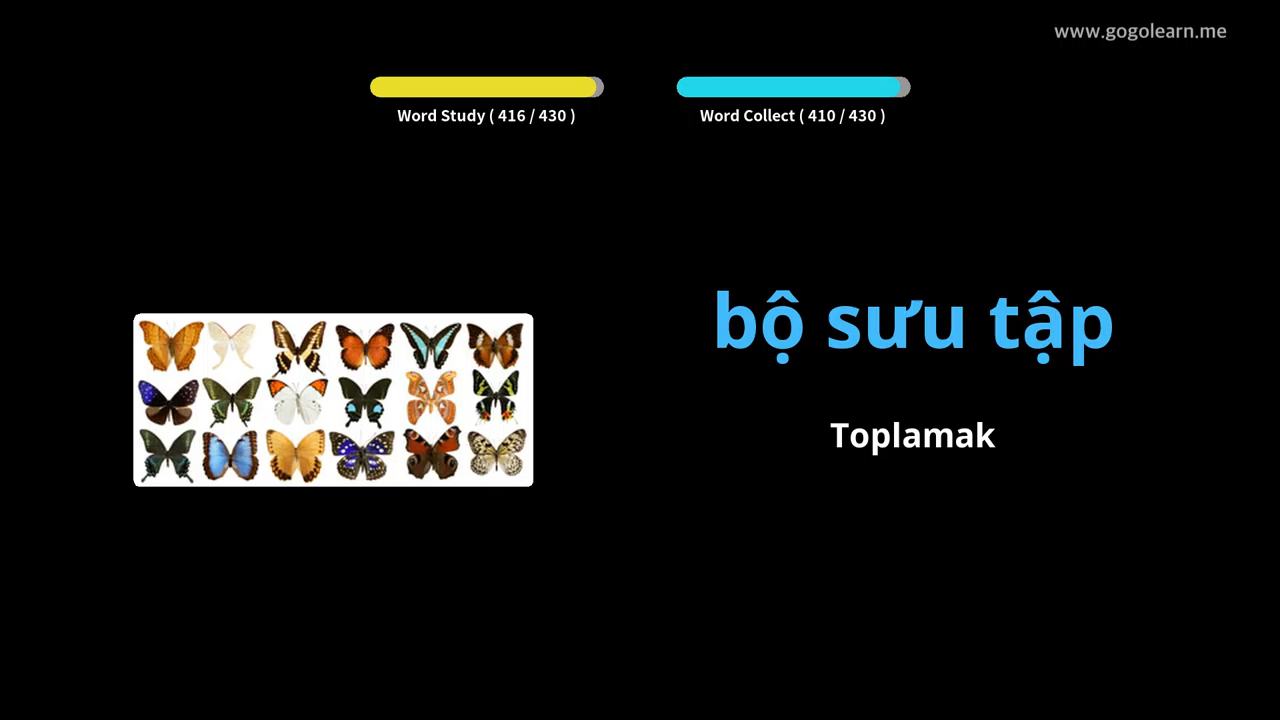 www.gogolearn.me
Word Study ( 416 / 430 )
Word Collect ( 410 / 430 )
bộ sưu tập
Toplamak